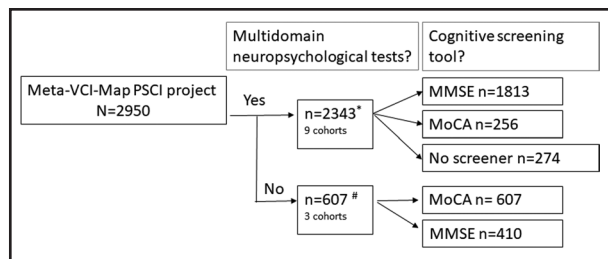 Multidomain
neuropsychological tests?
Cognitive screening
tool?
Meta-VCI-Map PSCI project
N=2950
Yes
n=2343*
9 cohorts
MMSE n=1813
MoCA n=256
No screener n=274
No
n=607 #
3 cohorts
MoCA n= 607
MMSE n=410